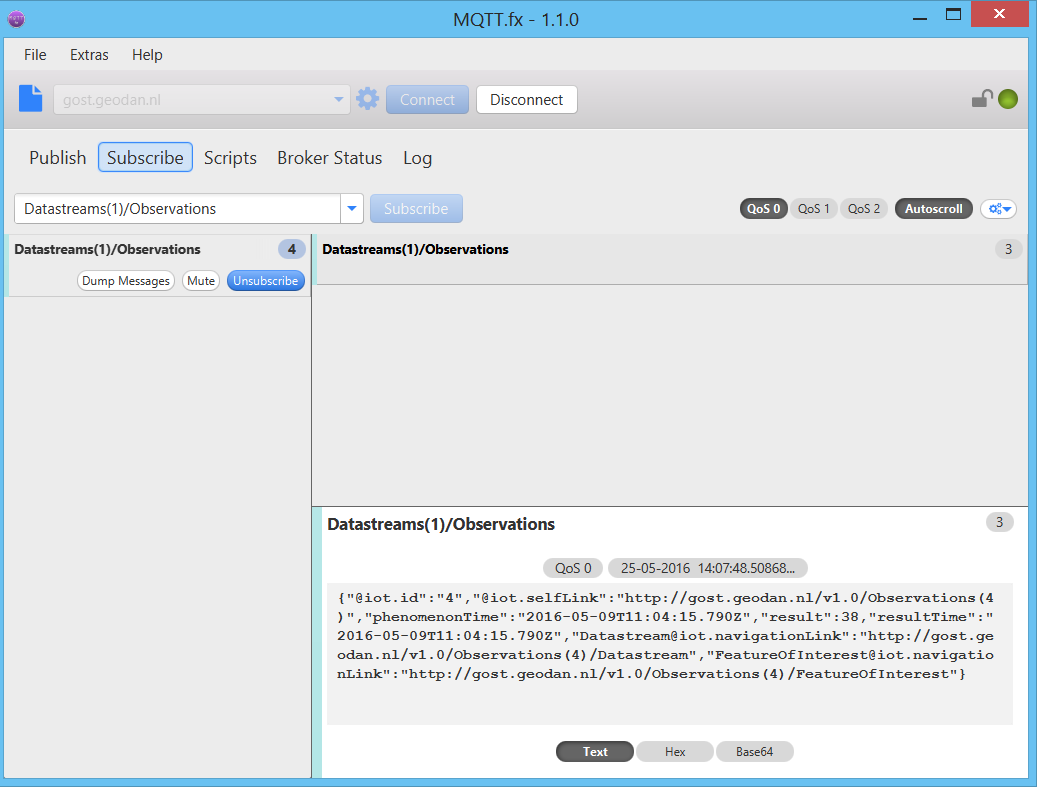 MQTT.fx - 1.1.0
File Extras Help
gost.geodan.nl Connect Disconnect
Publish Subscribe Scripts Broker Status Log
Datastreams(1)/Observations Subscribe QoS 0 QoS 1 QoS 2 Autoscroll
Datastreams(1)/Observations 4
Dump Messages Mute Unsubscribe
Datastreams(1)/Observations 3
Datastreams(1)/Observations 3
QoS 0 25-05-2016 14:07:48.50868...
{"@iot.id":"4","@iot.selfLink":"http://gost.geodan.nl/v1.0/Observations(4
)","phenomenonTime":"2016-05-09T11:04:15.790Z","result":38,"resultTime":"
2016-05-09T11:04:15.790Z","Datastream@iot.navigationLink":"http://gost.ge
odan.nl/v1.0/Observations(4)/Datastream","FeatureOfInterest@iot.navigatio
nLink":"http://gost.geodan.nl/v1.0/Observations(4)/FeatureOfInterest"}
Text Hex Base64